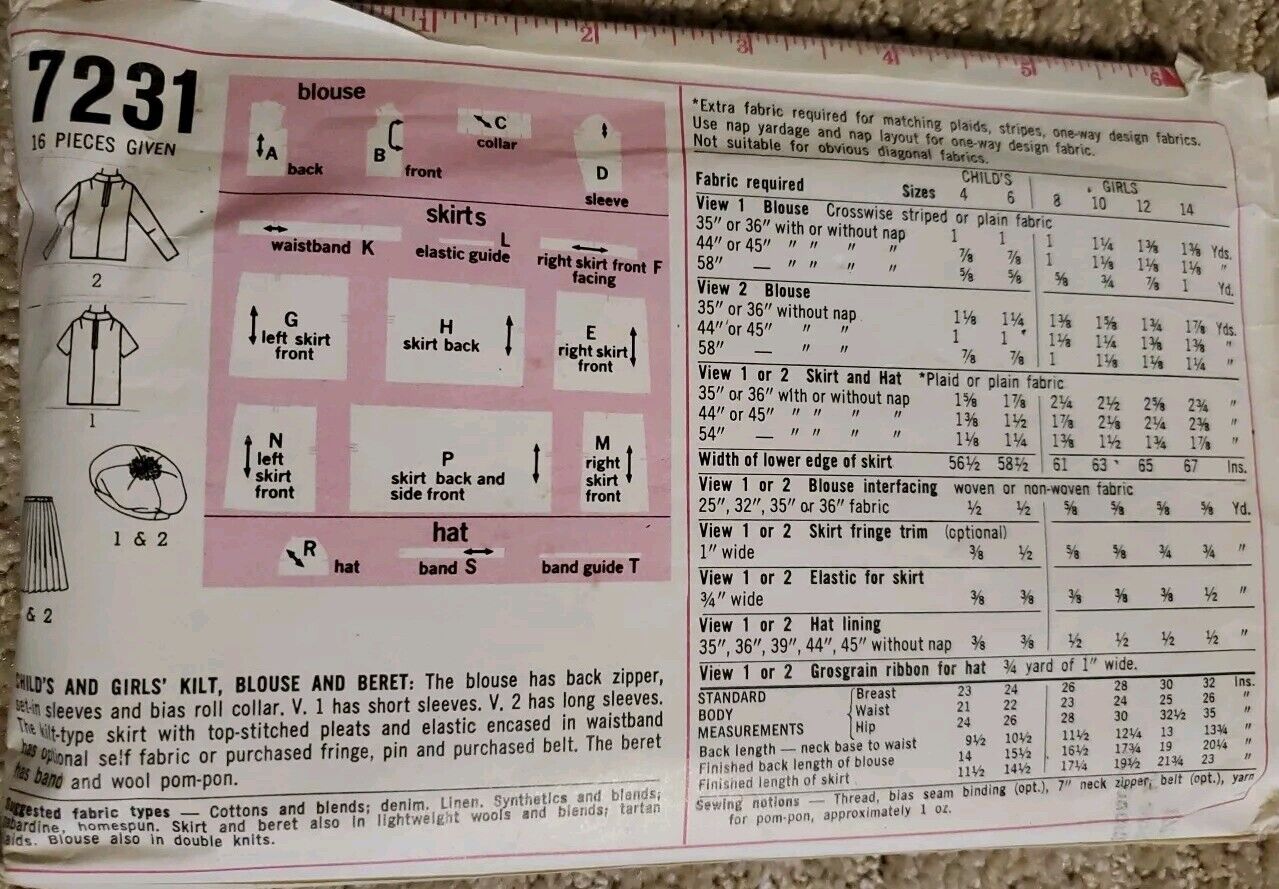 1 2 3 4 5 6
7231
16 PIECES GIVEN
2
1
1 & 2
& 2
blouse
A
back
B
front
C
collar
D
sleeve
skirts
waistband K
L
elastic guide
right skirt front F
facing
G
left skirt
front
H
skirt back
E
right skirt
front
N
left
skirt
front
P
skirt back and
side front
M
right
skirt
front
hat
R
hat
band S
band guide T
CHILD'S AND GIRLS' KILT, BLOUSE AND BERET: The blouse has back zipper,
set-in sleeves and bias roll collar. V. 1 has short sleeves. V. 2 has long sleeves.
The kilt-type skirt with top-stitched pleats and elastic encased in waistband
has optional self fabric or purchased fringe, pin and purchased belt. The beret
has band and wool pom-pon.
Suggested fabric types — Cottons and blends; denim. Linen. Synthetics and blends;
gabardine, homespun. Skirt and beret also in lightweight wools and blends; tartan
plaids. Blouse also in double knits.
*Extra fabric required for matching plaids, stripes, one-way design fabrics.
Use nap yardage and nap layout for one-way design fabric.
Not suitable for obvious diagonal fabrics.
CHILD'S GIRLS
Fabric required Sizes 4 6 8 10 12 14
View 1 Blouse Crosswise striped or plain fabric
35" or 36" with or without nap 1 1 1 1¼ 1⅜ 1⅜ Yds.
44" or 45" " " " " ⅞ ⅞ 1 1⅛ 1⅛ 1⅛ "
58" — " " " " ⅝ ⅝ ⅝ ¾ ⅞ 1 Yd.
View 2 Blouse
35" or 36" without nap 1⅛ 1¼ 1⅜ 1⅝ 1¾ 1⅞ Yds.
44" or 45" " " 1 1 1⅛ 1¼ 1⅜ 1⅜ "
58" — " " ⅞ ⅞ 1 1⅛ 1⅛ 1¼ "
View 1 or 2 Skirt and Hat *Plaid or plain fabric
35" or 36" with or without nap 1⅝ 1⅞ 2¼ 2½ 2⅝ 2¾ "
44" or 45" " " " " 1⅜ 1½ 1⅞ 2⅛ 2¼ 2⅜ "
54" — " " " " 1⅛ 1¼ 1⅜ 1½ 1¾ 1⅞ "
Width of lower edge of skirt 56½ 58½ 61 63 65 67 Ins.
View 1 or 2 Blouse interfacing woven or non-woven fabric
25", 32", 35" or 36" fabric ½ ½ ⅝ ⅝ ⅝ ⅝ Yd.
View 1 or 2 Skirt fringe trim (optional)
1" wide ⅜ ½ ⅝ ⅝ ¾ ¾ "
View 1 or 2 Elastic for skirt
¾" wide ⅜ ⅜ ⅜ ⅜ ⅜ ½ "
View 1 or 2 Hat lining
35", 36", 39", 44", 45" without nap ⅜ ⅜ ½ ½ ½ ½ "
View 1 or 2 Grosgrain ribbon for hat ¾ yard of 1" wide.
STANDARD Breast 23 24 26 28 30 32 Ins.
BODY Waist 21 22 23 24 25 26 "
MEASUREMENTS Hip 24 26 28 30 32½ 35 "
Back length — neck base to waist 9½ 10½ 11½ 12¼ 13 13¾ "
Finished back length of blouse 14 15½ 16½ 17¾ 19 20¼ "
Finished length of skirt 11½ 14½ 17¼ 19½ 21¾ 23 "
Sewing notions — Thread, bias seam binding (opt.), 7" neck zipper, belt (opt.), yarn
for pom-pon, approximately 1 oz.